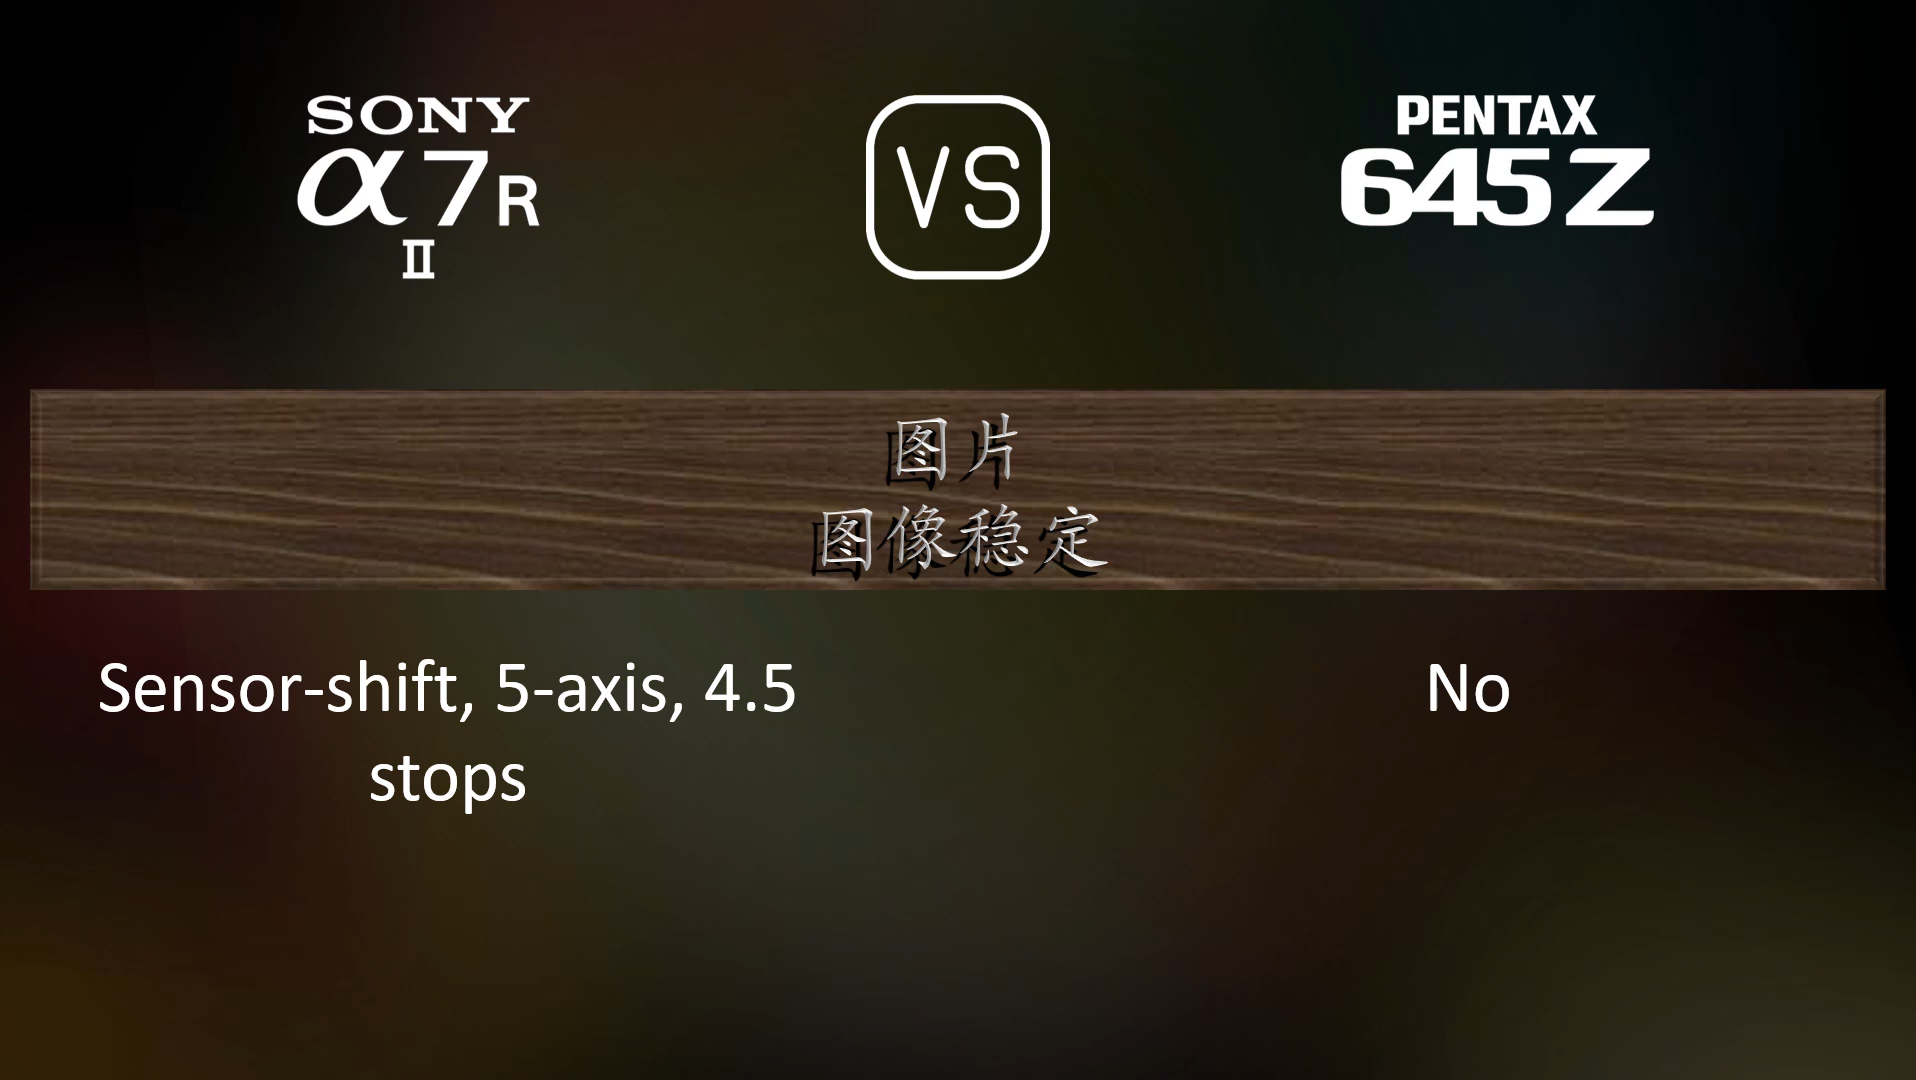 SONY
α7R
II
VS
PENTAX
645Z
图片
图像稳定
Sensor-shift, 5-axis, 4.5
stops
No